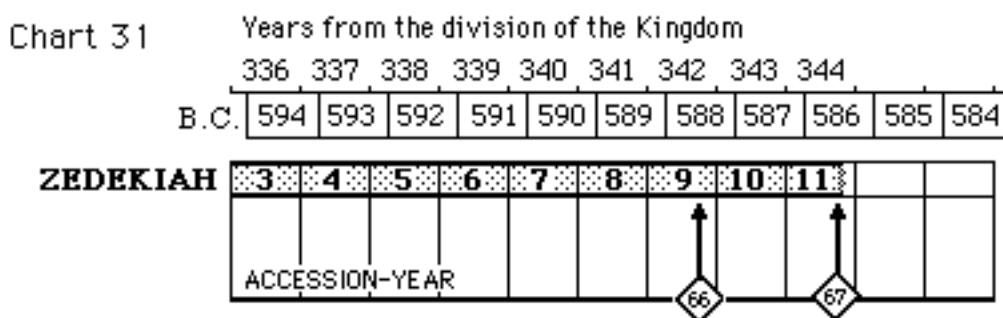 Chart 31
Years from the division of the Kingdom
336 337 338 339 340 341 342 343 344
B.C. 594 593 592 591 590 589 588 587 586 585 584
ZEDEKIAH 3 4 5 6 7 8 9 10 11
ACCESSION-YEAR
66 67